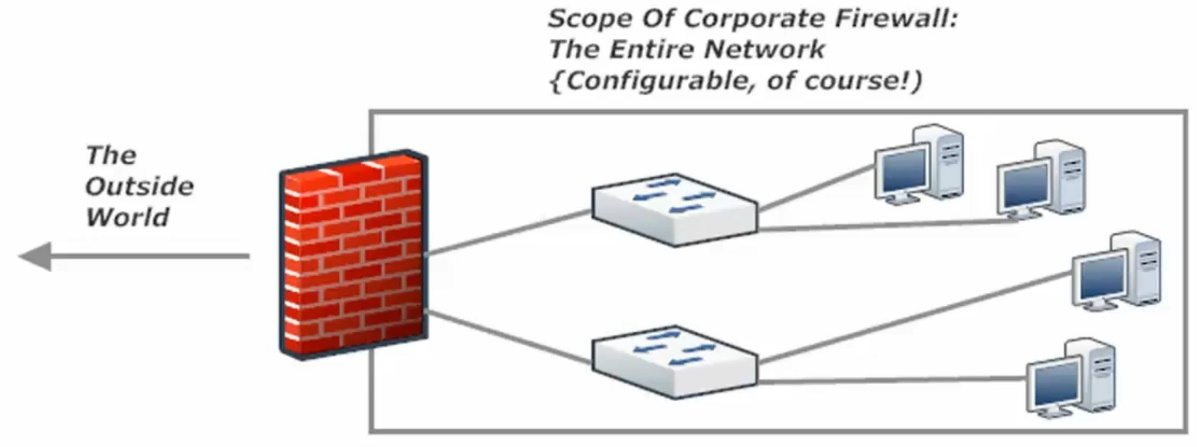 Scope Of Corporate Firewall:
The Entire Network
{Configurable, of course!)
The
Outside
World